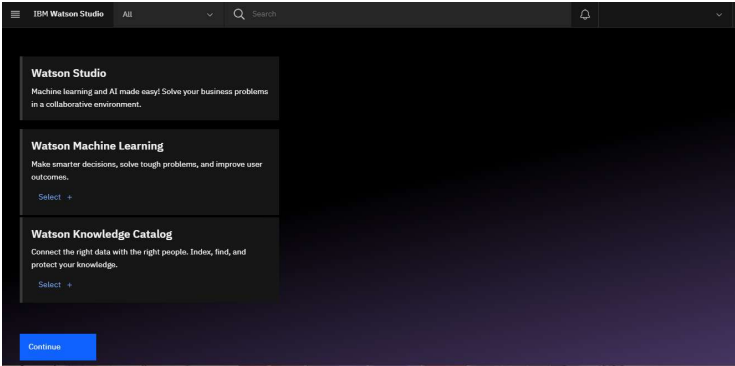 IBM Watson Studio All Search
Watson Studio
Machine learning and AI made easy! Solve your business problems
in a collaborative environment.
Watson Machine Learning
Make smarter decisions, solve tough problems, and improve user
outcomes.
Select +
Watson Knowledge Catalog
Connect the right data with the right people. Index, find, and
protect your knowledge.
Select +
Continue